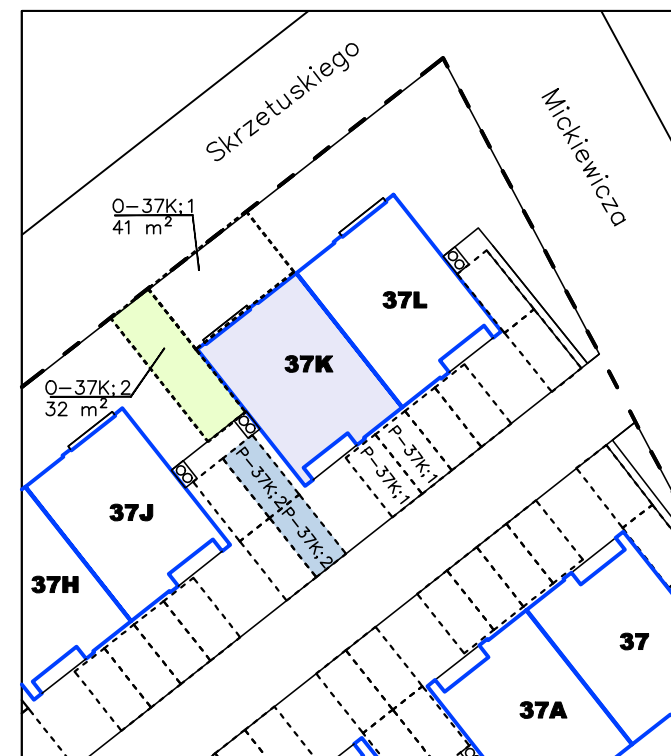 Skrzetuskiego
Mickiewicza
O-37K;1
41 m²
37L
37K
O-37K;2
32 m²
P-37K;1
P-37K;1
P-37K;2
P-37K;2
37J
37H
37
37A